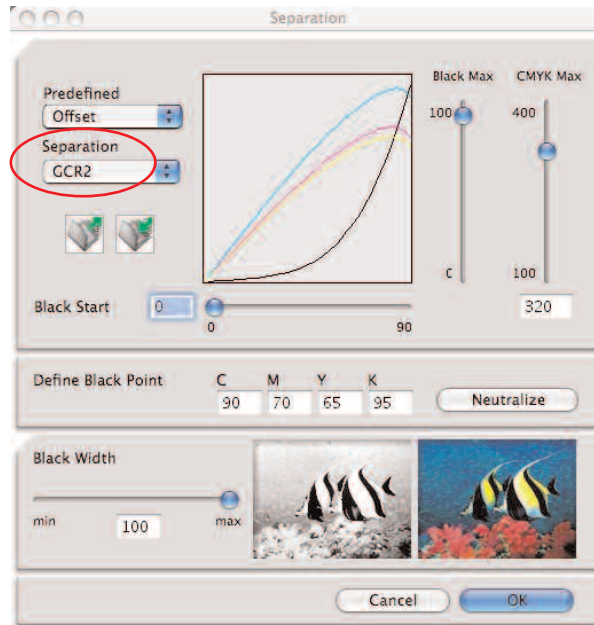 Separation
Predefined
Offset
Separation
GCR2
Black Max
CMYK Max
100
400
C
100
320
Black Start
0
0
90
Define Black Point
C M Y K
90 70 65 95
Neutralize
Black Width
min
100
max
Cancel
OK